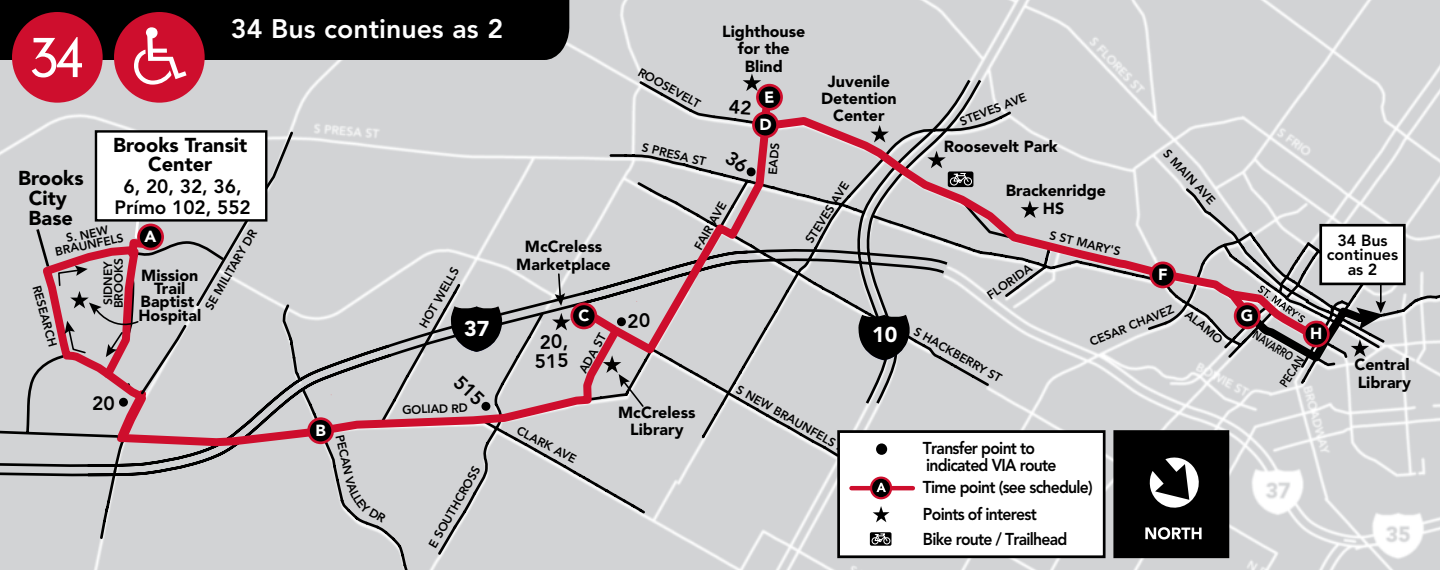 34
34 Bus continues as 2
Brooks Transit
Center
6, 20, 32, 36,
Prímo 102, 552
Brooks
City
Base
S. NEW
BRAUNFELS
A
SIDNEY
BROOKS
RESEARCH
Mission
Trail
Baptist
Hospital
SE MILITARY DR
20
S PRESA ST
B
PECAN VALLEY DR
HOT WELLS
37
GOLIAD RD
515
E SOUTHCROSS
CLARK AVE
McCreless
Marketplace
C
20,
515
20
ADA ST
McCreless
Library
S NEW BRAUNFELS
FAIR AVE
STEVES AVE
ROOSEVELT
S PRESA ST
36
EADS
42
D
E
Lighthouse
for the
Blind
Juvenile
Detention
Center
STEVES AVE
Roosevelt Park
Brackenridge
HS
10
S HACKBERRY ST
FLORIDA
S ST MARY'S
F
CESAR CHAVEZ
ALAMO
S MAIN AVE
S FLORES ST
S FRIO
G
ST. MARY'S
H
NAVARRO
PECAN
34 Bus
continues
as 2
Central
Library
BOWIE ST
BROADWAY
37
35
Transfer point to
indicated VIA route
A
Time point (see schedule)
Points of interest
Bike route / Trailhead
NORTH